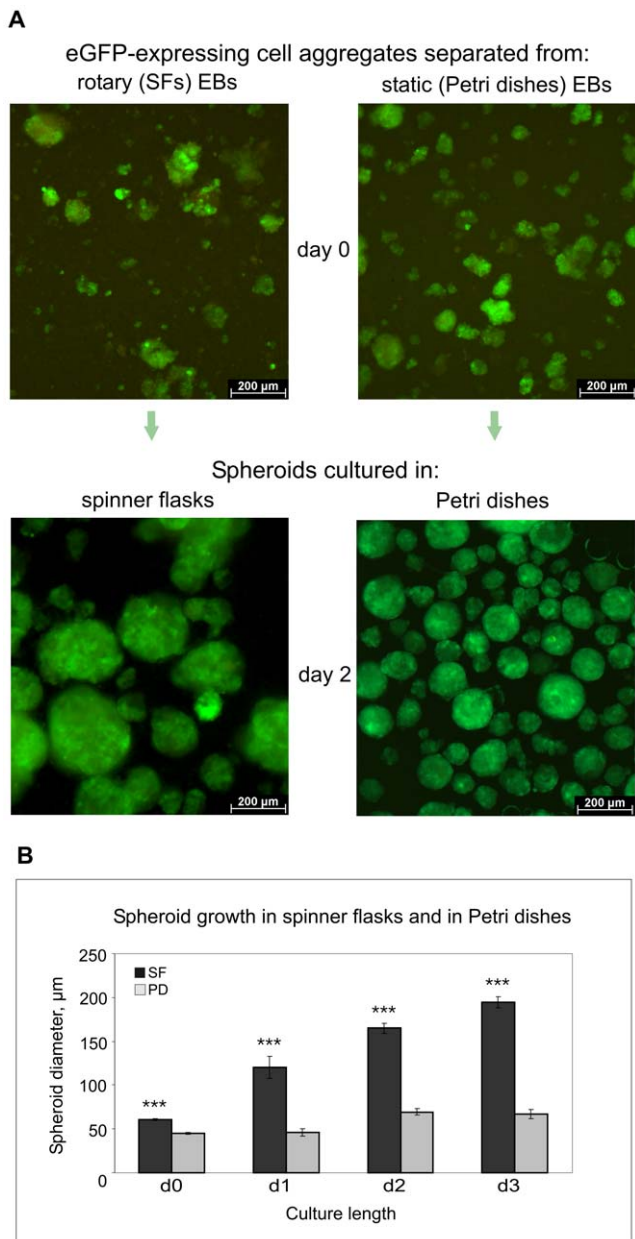 A
eGFP-expressing cell aggregates separated from:
rotary (SFs) EBs
static (Petri dishes) EBs
day 0
200 µm
200 µm
Spheroids cultured in:
spinner flasks
Petri dishes
day 2
200 µm
200 µm
B
Spheroid growth in spinner flasks and in Petri dishes
Spheroid diameter, µm
250
200
150
100
50
0
SF
PD
***
***
***
***
d0
d1
d2
d3
Culture length